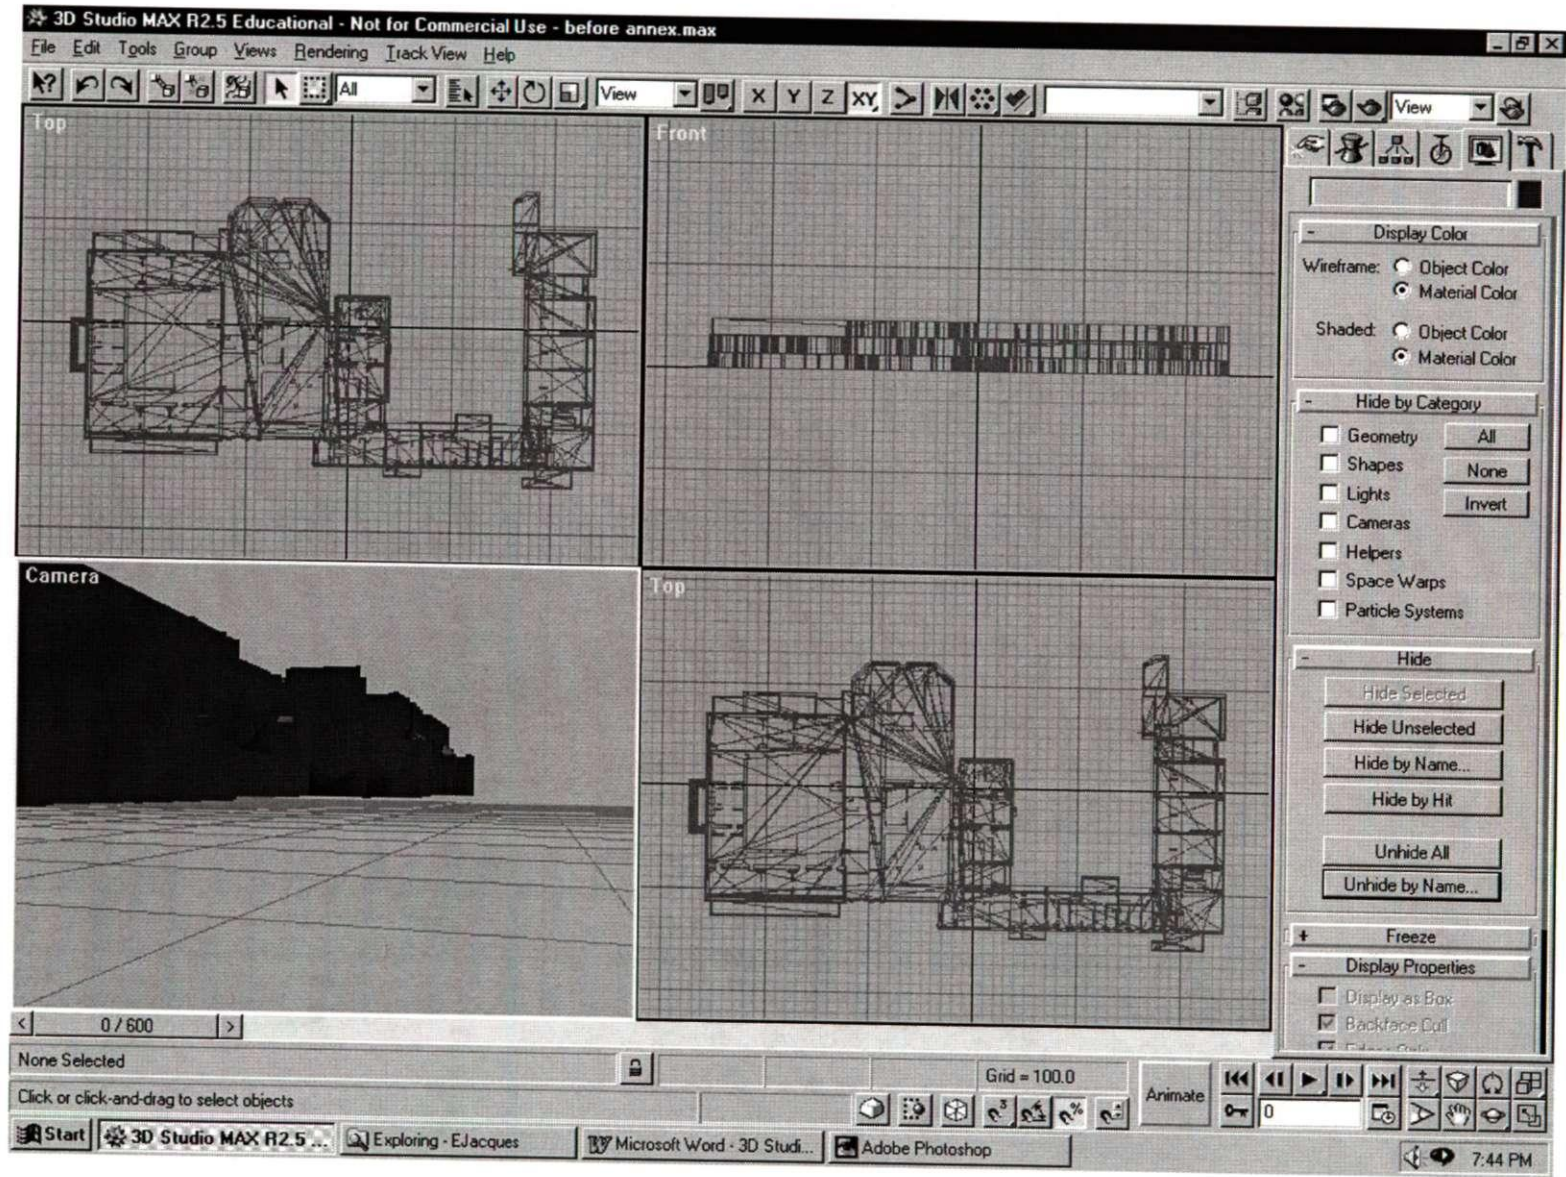 3D Studio MAX R2.5 Educational - Not for Commercial Use - before annex.max
File Edit Tools Group Views Rendering Track View Help
All View X Y Z XY View
Top
Front
Camera
Top
Display Color
Wireframe: Object Color
Material Color
Shaded: Object Color
Material Color
Hide by Category
Geometry All
Shapes None
Lights Invert
Cameras
Helpers
Space Warps
Particle Systems
Hide
Hide Selected
Hide Unselected
Hide by Name...
Hide by Hit
Unhide All
Unhide by Name...
+ Freeze
- Display Properties
Display as Box
Backface Cull
0 / 600
None Selected
Grid = 100.0
Animate
0
Click or click-and-drag to select objects
Start 3D Studio MAX R2.5 ... Exploring - EJacques Microsoft Word - 3D Studi... Adobe Photoshop 7:44 PM